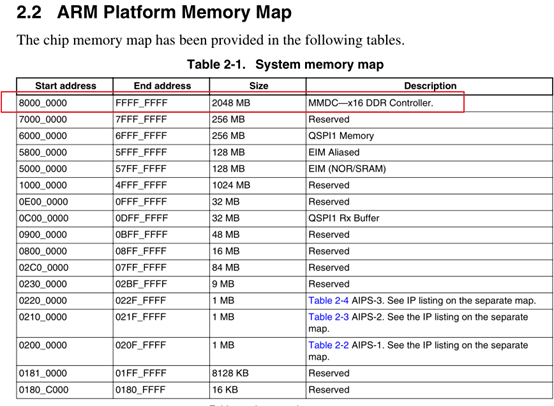 2.2 ARM Platform Memory Map
The chip memory map has been provided in the following tables.
Table 2-1. System memory map
Start address End address Size Description
8000_0000 FFFF_FFFF 2048 MB MMDC—x16 DDR Controller.
7000_0000 7FFF_FFFF 256 MB Reserved
6000_0000 6FFF_FFFF 256 MB QSPI1 Memory
5800_0000 5FFF_FFFF 128 MB EIM Aliased
5000_0000 57FF_FFFF 128 MB EIM (NOR/SRAM)
1000_0000 4FFF_FFFF 1024 MB Reserved
0E00_0000 0FFF_FFFF 32 MB Reserved
0C00_0000 0DFF_FFFF 32 MB QSPI1 Rx Buffer
0900_0000 0BFF_FFFF 48 MB Reserved
0800_0000 08FF_FFFF 16 MB Reserved
02C0_0000 07FF_FFFF 84 MB Reserved
0230_0000 02BF_FFFF 9 MB Reserved
0220_0000 022F_FFFF 1 MB Table 2-4 AIPS-3. See IP listing on the separate map.
0210_0000 021F_FFFF 1 MB Table 2-3 AIPS-2. See the IP listing on the separate
map.
0200_0000 020F_FFFF 1 MB Table 2-2 AIPS-1. See the IP listing on the separate
map.
0181_0000 01FF_FFFF 8128 KB Reserved
0180_C000 0180_FFFF 16 KB Reserved